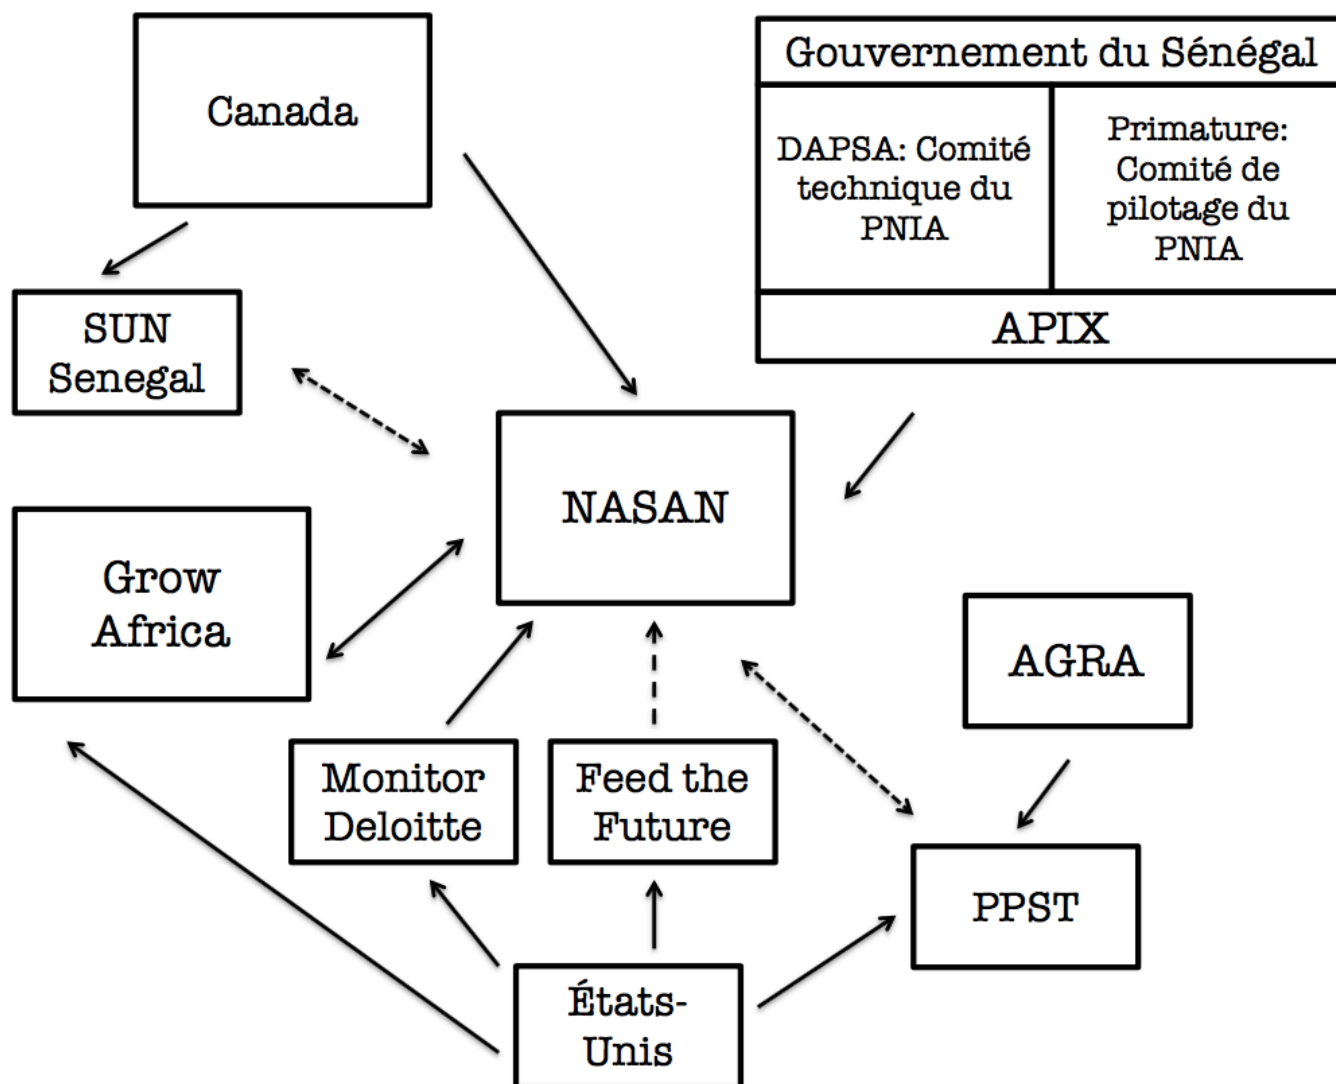 Canada
Gouvernement du Sénégal
DAPSA: Comité
technique du
PNIA
Primature:
Comité de
pilotage du
PNIA
APIX
SUN
Senegal
NASAN
Grow
Africa
AGRA
Monitor
Deloitte
Feed the
Future
PPST
États-
Unis